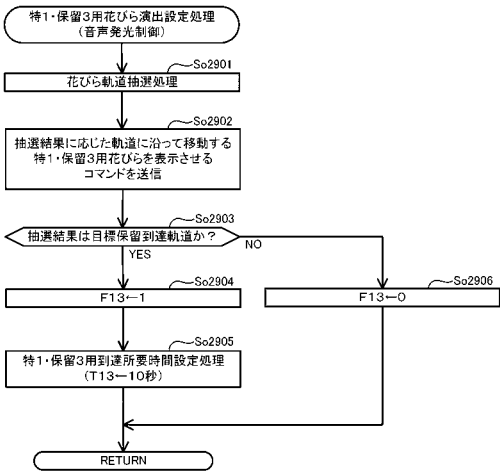 特1・保留3用花びら演出設定処理
(音声発光制御)
So2901
花びら軌道抽選処理
So2902
抽選結果に応じた軌道に沿って移動する
特1・保留3用花びらを表示させる
コマンドを送信
So2903
抽選結果は目標保留到達軌道か?
YES
NO
So2904
F13←1
So2906
F13←0
So2905
特1・保留3用到達所要時間設定処理
(T13←10秒)
RETURN